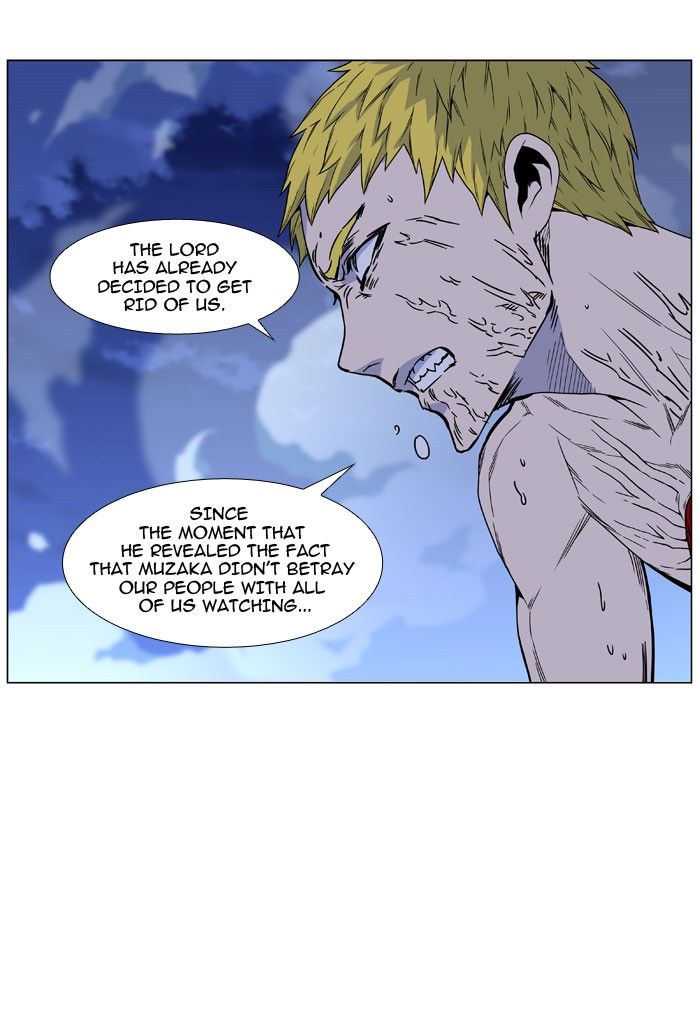 THE LORD
HAS ALREADY
DECIDED TO GET
RID OF US.
SINCE
THE MOMENT THAT
HE REVEALED THE FACT
THAT MUZAKA DIDN'T BETRAY
OUR PEOPLE WITH ALL
OF US WATCHING...